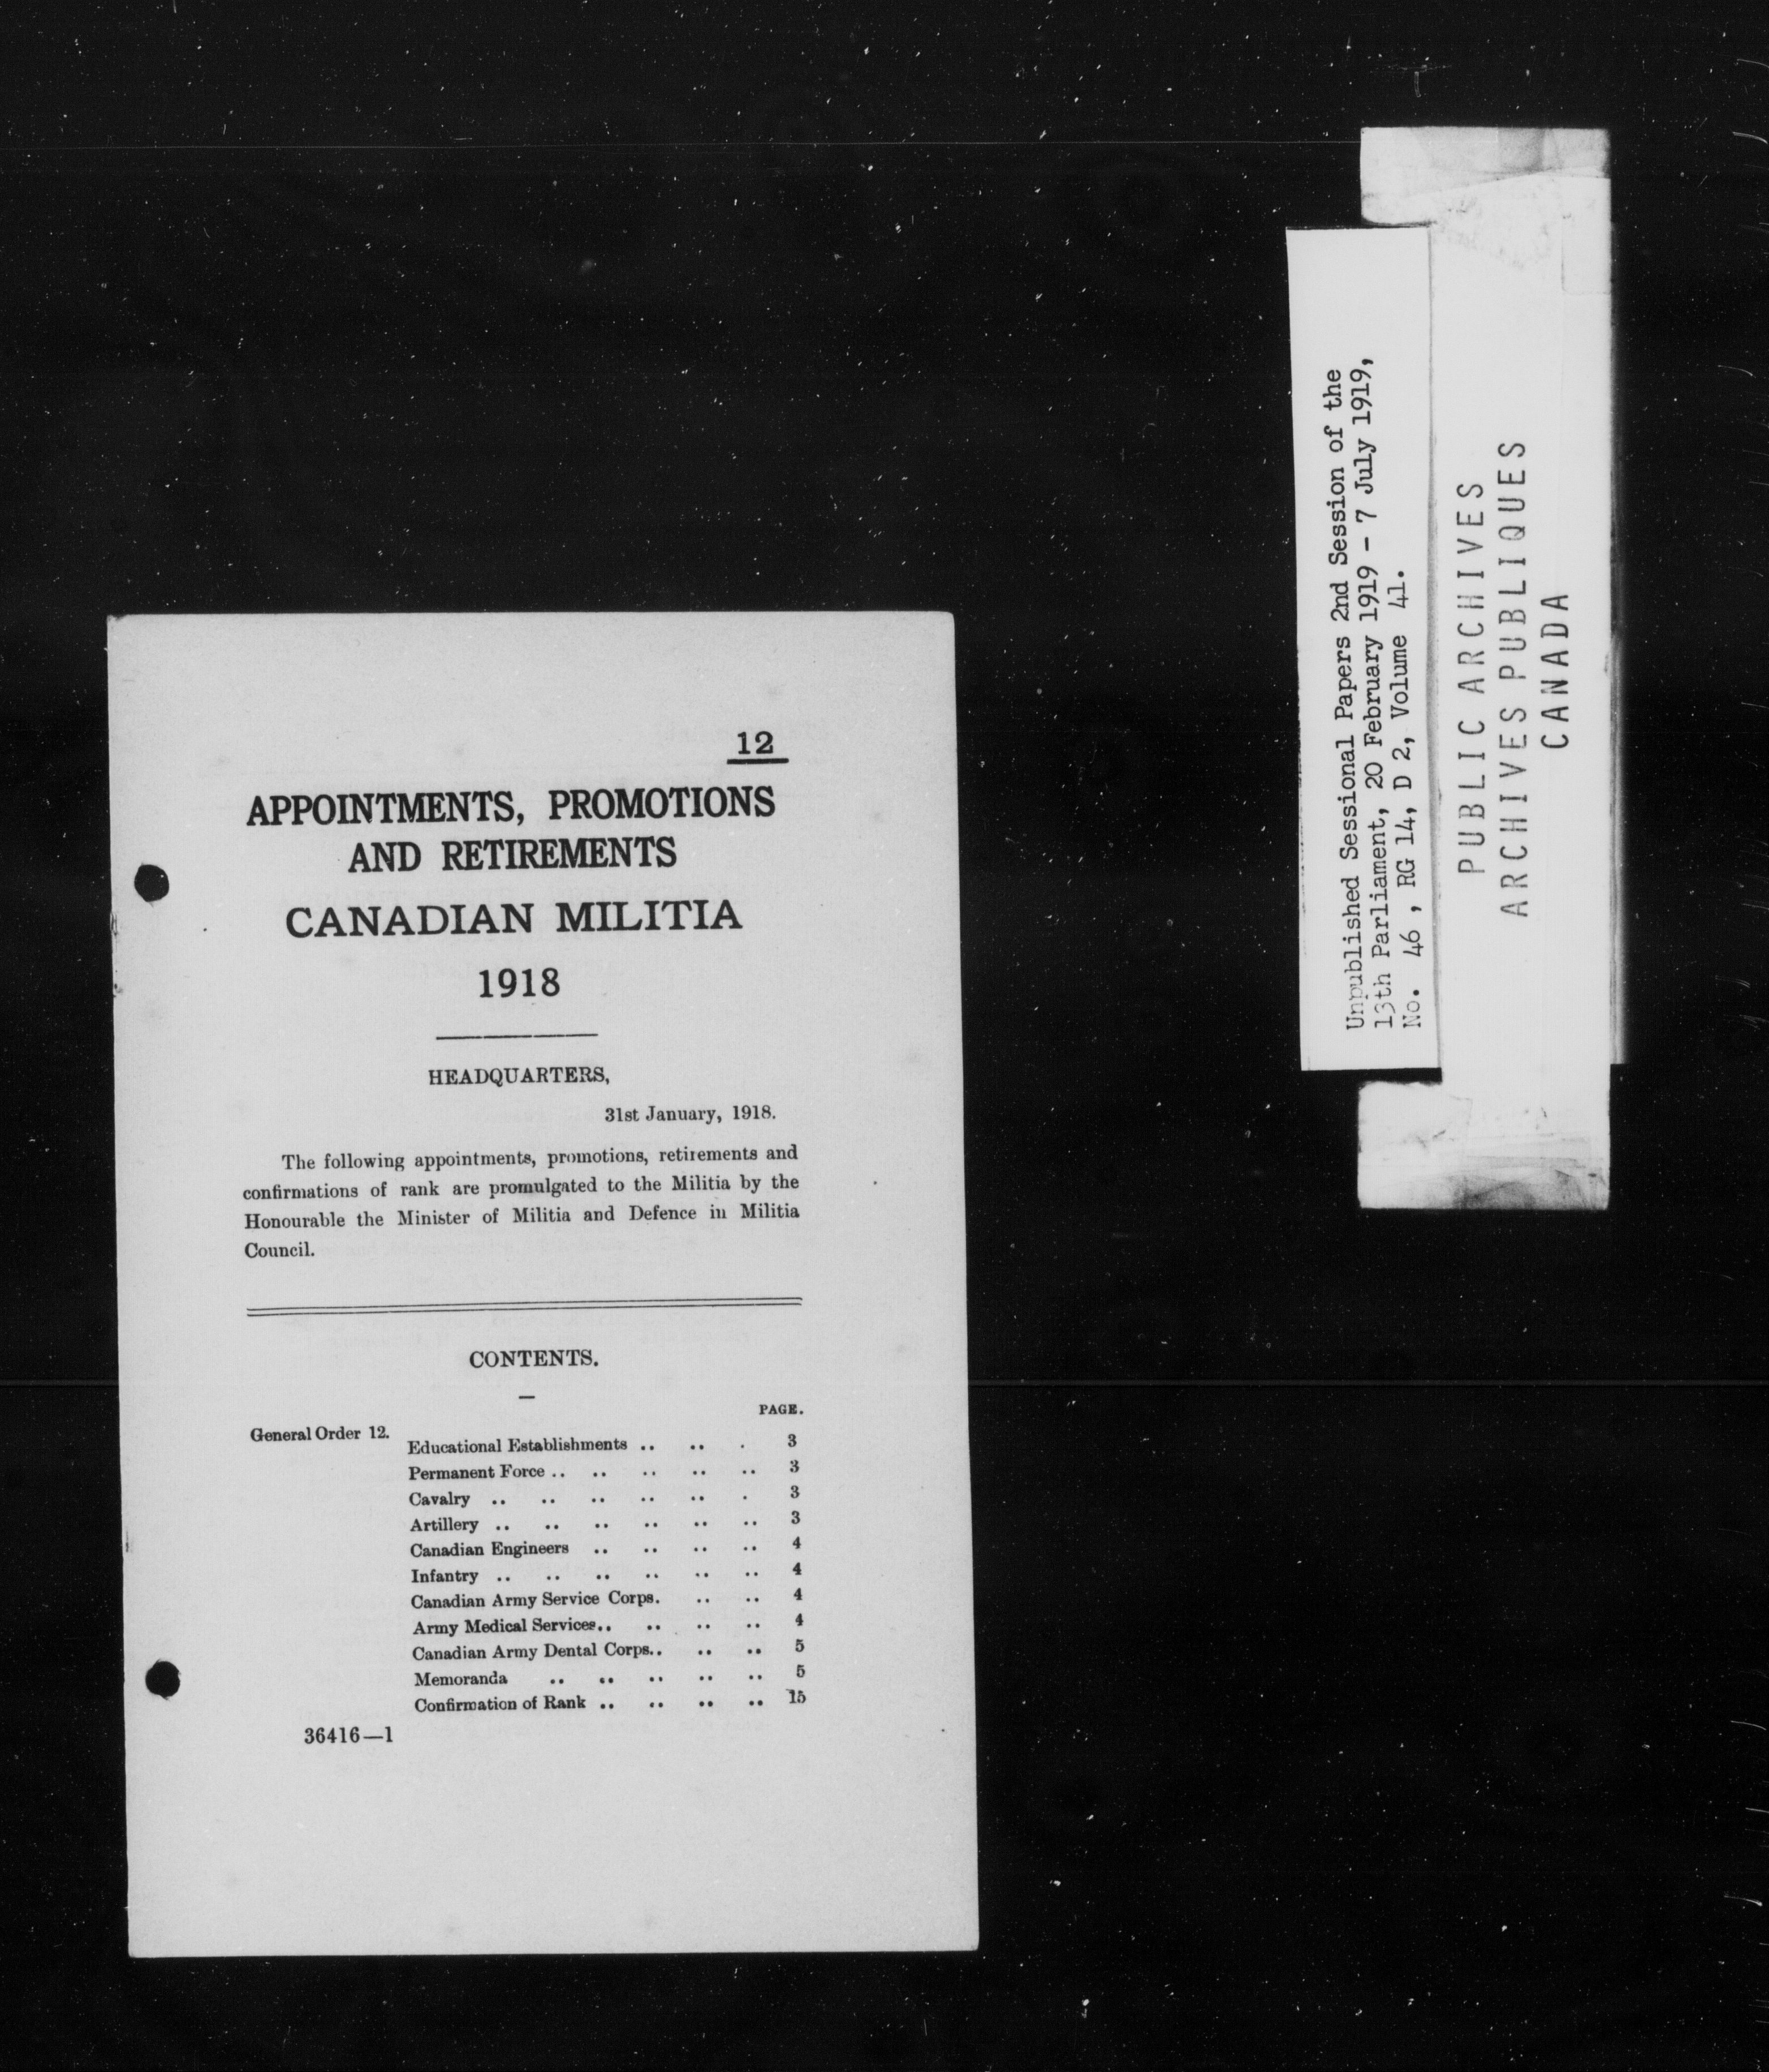 12
APPOINTMENTS, PROMOTIONS
AND RETIREMENTS
CANADIAN MILITIA
1918
HEADQUARTERS,
31st January, 1918.
The following appointments, promotions, retirements and
confirmations of rank are promulgated to the Militia by the
Honourable the Minister of Militia and Defence in Militia
Council.
CONTENTS.
PAGE.
General Order 12.
Educational Establishments .. .. . 3
Permanent Force .. .. .. .. .. 3
Cavalry .. .. .. .. .. . 3
Artillery .. .. .. .. .. .. 3
Canadian Engineers .. .. .. .. 4
Infantry .. .. .. .. .. .. 4
Canadian Army Service Corps. .. .. 4
Army Medical Services.. .. .. .. 4
Canadian Army Dental Corps.. .. .. 5
Memoranda .. .. .. .. .. 5
Confirmation of Rank .. .. .. .. 15
36416—1
Unpublished Sessional Papers 2nd Session of the
13th Parliament, 20 February 1919 - 7 July 1919,
No. 46 , RG 14, D 2, Volume 41.
PUBLIC ARCHIVES
ARCHIVES PUBLIQUES
CANADA